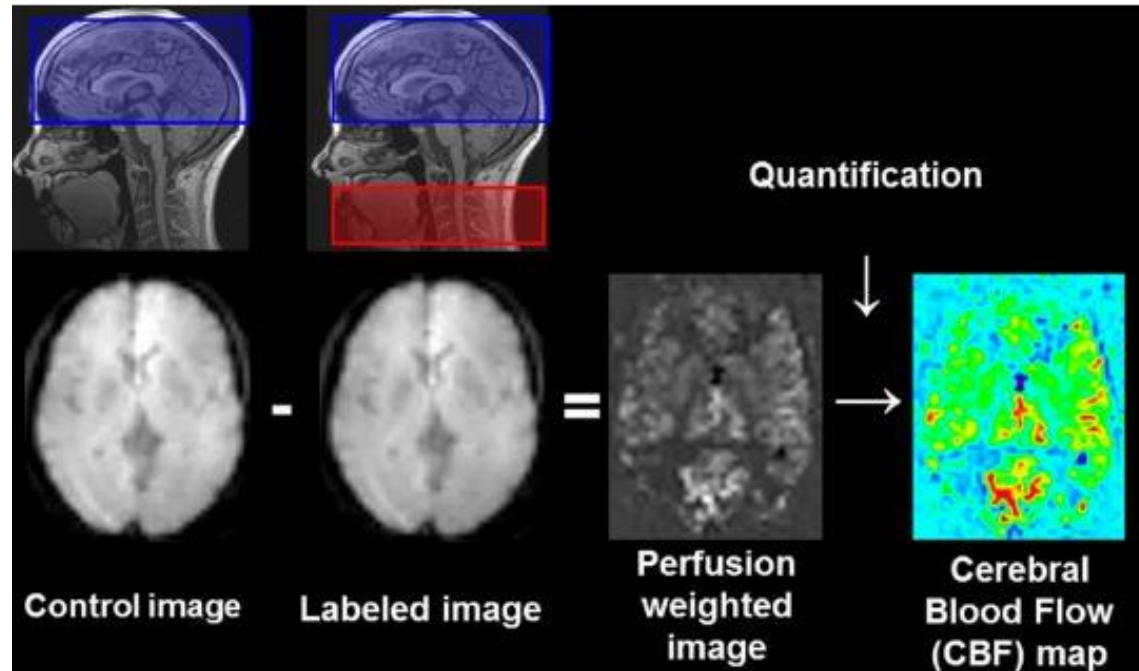 Quantification
-
=
Control image
Labeled image
Perfusion
weighted
image
Cerebral
Blood Flow
(CBF) map